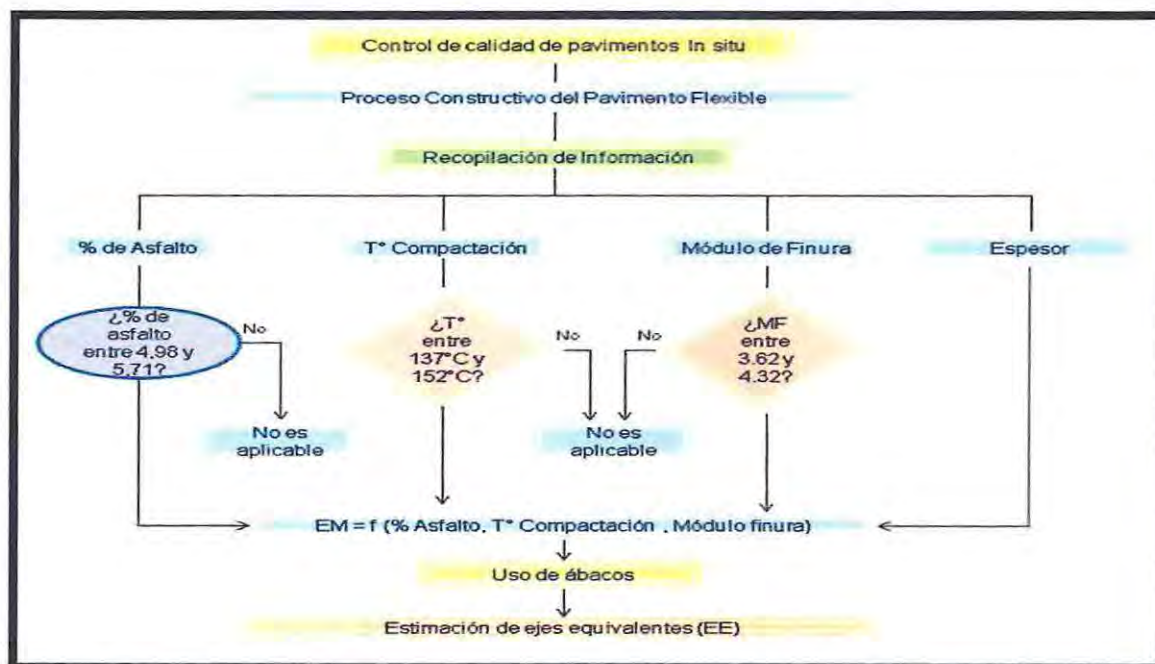 Control de calidad de pavimentos In situ
Proceso Constructivo del Pavimento Flexible
Recopilación de Información
% de Asfalto
T° Compactación
Módulo de Finura
Espesor
¿% de
asfalto
entre 4,98 y
5,71?
No
¿T°
entre
137°C y
152°C?
No
No
¿MF
entre
3.62 y
4.32?
No es
aplicable
No es
aplicable
EM = f (% Asfalto, T° Compactación , Módulo finura)
Uso de ábacos
Estimación de ejes equivalentes (EE)